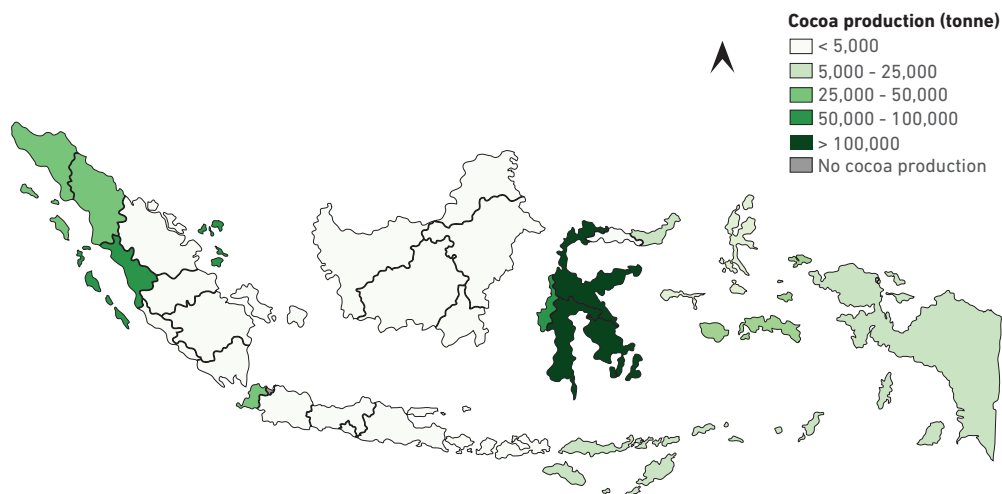 Cocoa production (tonne)
< 5,000
5,000 - 25,000
25,000 - 50,000
50,000 - 100,000
> 100,000
No cocoa production